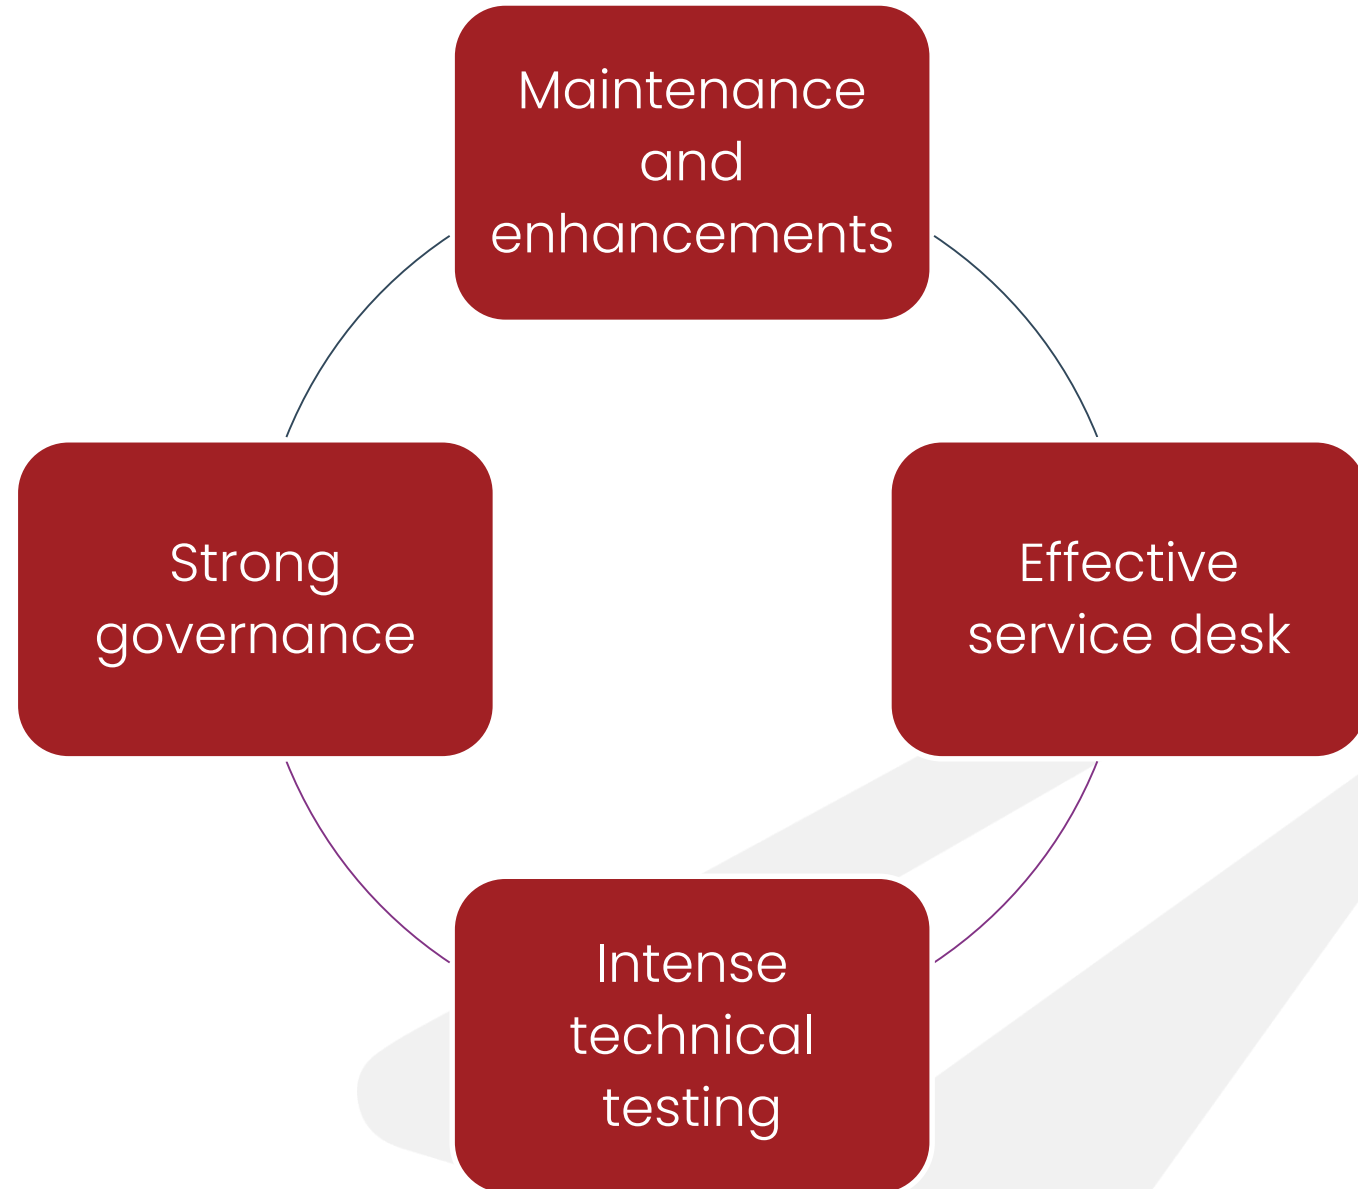 Maintenance
and
enhancements
Strong
governance
Effective
service desk
Intense
technical
testing